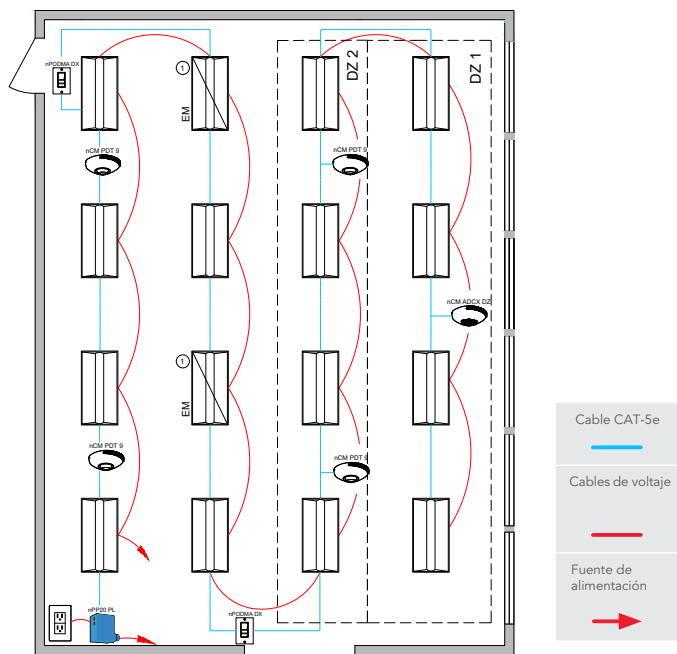 nPODMA DX
1
EM
DZ 2
DZ 1
nCM PDT 9
nCM PDT 9
nCM ADCX DZ
1
EM
nCM PDT 9
nCM PDT 9
nPP20 PL
nPODMA DX
Cable CAT-5e
Cables de voltaje
Fuente de
alimentación